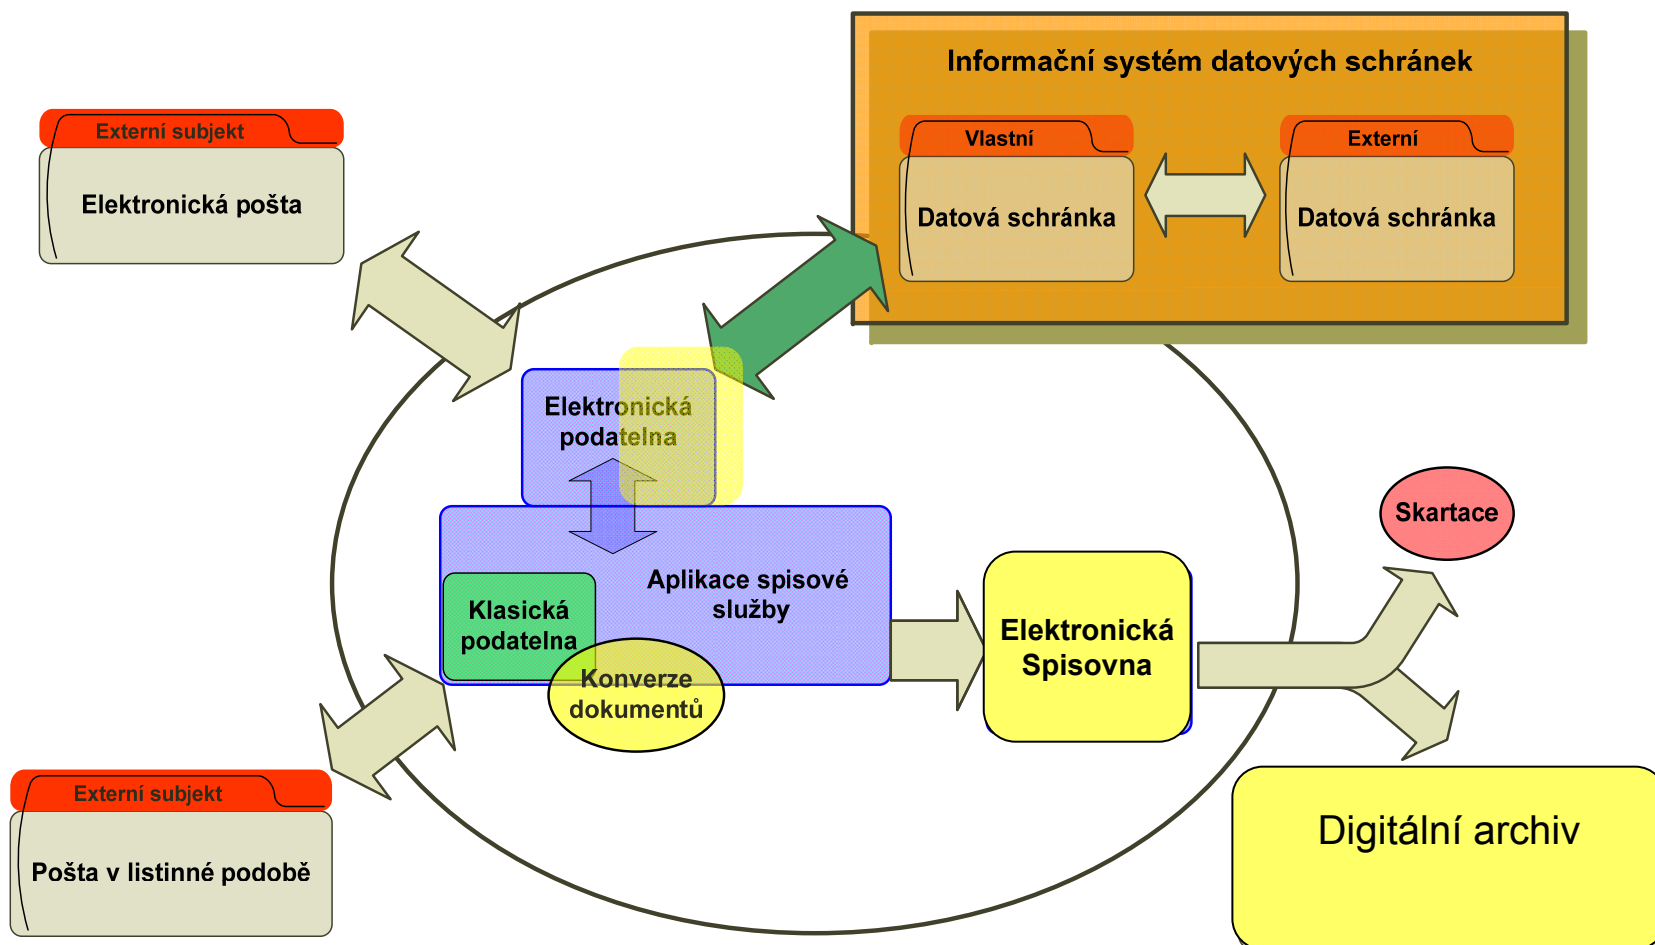 Informační systém datových schránek
Externí subjekt
Elektronická pošta
Vlastní
Datová schránka
Externí
Datová schránka
Elektronická
podatelna
Aplikace spisové
služby
Klasická
podatelna
Konverze
dokumentů
Elektronická
Spisovna
Skartace
Externí subjekt
Pošta v listinné podobě
Digitální archiv